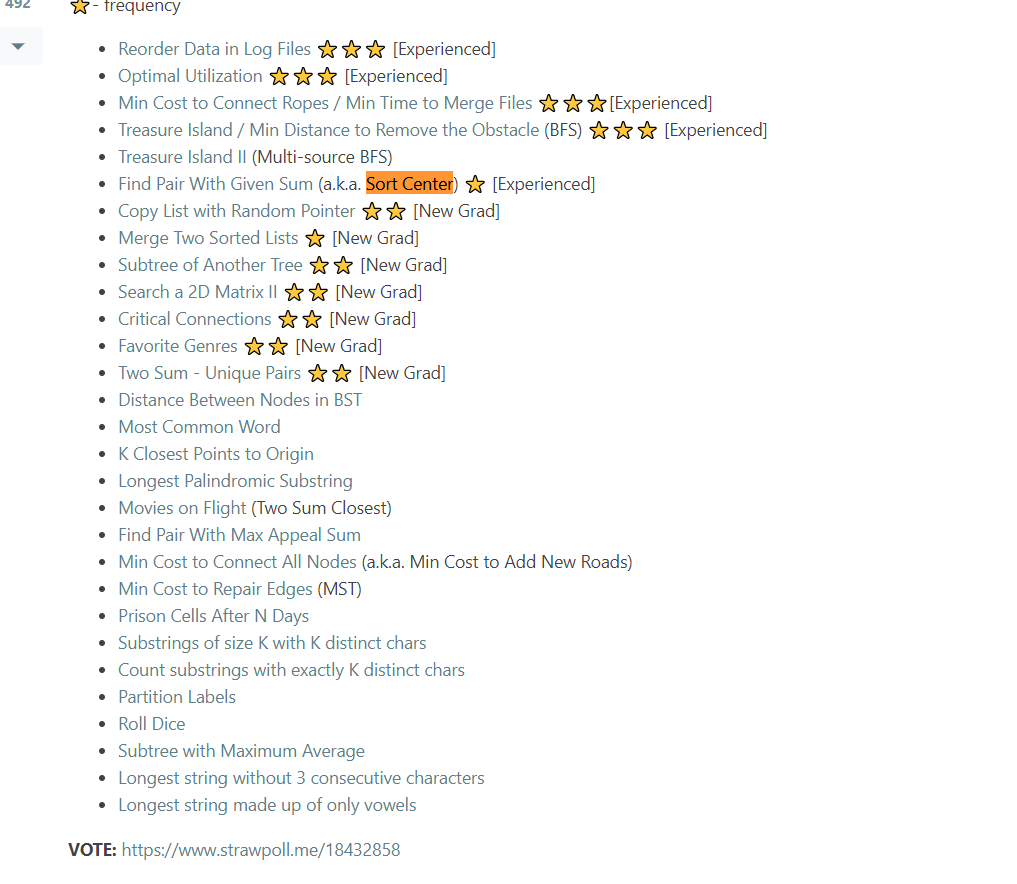 492
⭐ - frequency
• Reorder Data in Log Files ⭐⭐⭐ [Experienced]
• Optimal Utilization ⭐⭐⭐ [Experienced]
• Min Cost to Connect Ropes / Min Time to Merge Files ⭐⭐⭐[Experienced]
• Treasure Island / Min Distance to Remove the Obstacle (BFS) ⭐⭐⭐ [Experienced]
• Treasure Island II (Multi-source BFS)
• Find Pair With Given Sum (a.k.a. Sort Center) ⭐ [Experienced]
• Copy List with Random Pointer ⭐⭐ [New Grad]
• Merge Two Sorted Lists ⭐ [New Grad]
• Subtree of Another Tree ⭐⭐ [New Grad]
• Search a 2D Matrix II ⭐⭐ [New Grad]
• Critical Connections ⭐⭐ [New Grad]
• Favorite Genres ⭐⭐ [New Grad]
• Two Sum - Unique Pairs ⭐⭐ [New Grad]
• Distance Between Nodes in BST
• Most Common Word
• K Closest Points to Origin
• Longest Palindromic Substring
• Movies on Flight (Two Sum Closest)
• Find Pair With Max Appeal Sum
• Min Cost to Connect All Nodes (a.k.a. Min Cost to Add New Roads)
• Min Cost to Repair Edges (MST)
• Prison Cells After N Days
• Substrings of size K with K distinct chars
• Count substrings with exactly K distinct chars
• Partition Labels
• Roll Dice
• Subtree with Maximum Average
• Longest string without 3 consecutive characters
• Longest string made up of only vowels
VOTE: https://www.strawpoll.me/18432858